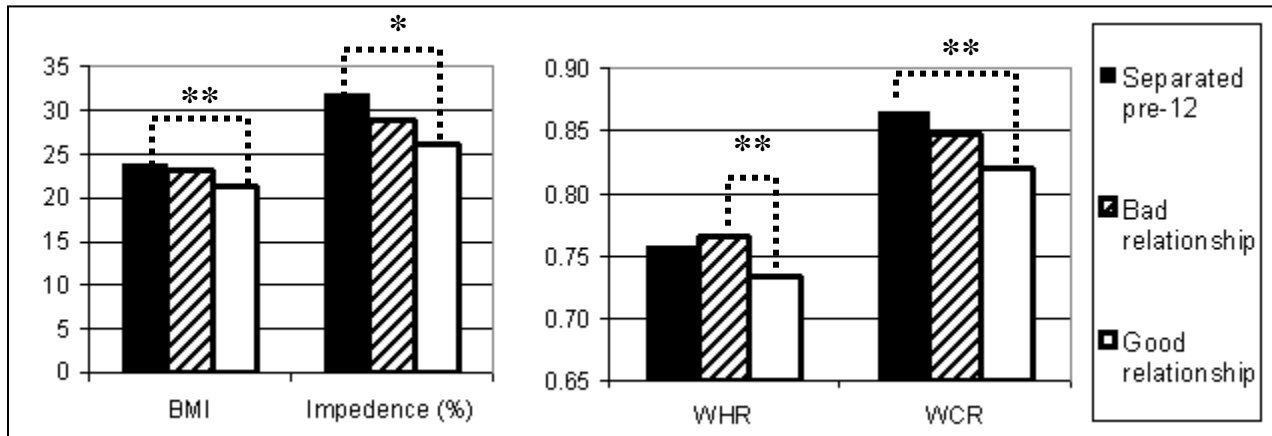 35
30
25
20
15
10
5
0
**
*
BMI
Impedence (%)
0.90
0.85
0.80
0.75
0.70
0.65
**
**
WHR
WCR
Separated
pre-12
Bad
relationship
Good
relationship